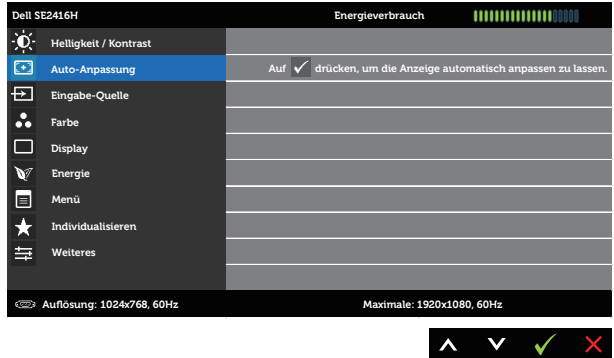 Dell SE2416H Energieverbrauch
Helligkeit / Kontrast
Auto-Anpassung Auf ✓ drücken, um die Anzeige automatisch anpassen zu lassen.
Eingabe-Quelle
Farbe
Display
Energie
Menü
Individualisieren
Weiteres
Auflösung: 1024x768, 60Hz Maximale: 1920x1080, 60Hz